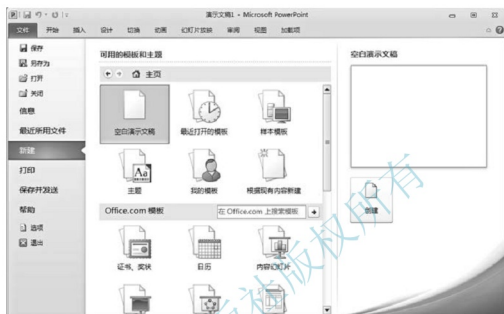 演示文稿1 - Microsoft PowerPoint
文件 开始 插入 设计 切换 动画 幻灯片放映 审阅 视图 加载项
保存
另存为
打开
关闭
信息
最近所用文件
新建
打印
保存并发送
帮助
选项
退出
可用的模板和主题
主页
空白演示文稿 最近打开的模板 样本模板
主题 我的模板 根据现有内容新建
Office.com 模板 在 Office.com 上搜索模板
证书、奖状 日历 内容幻灯片
空白演示文稿
创建
版权所有